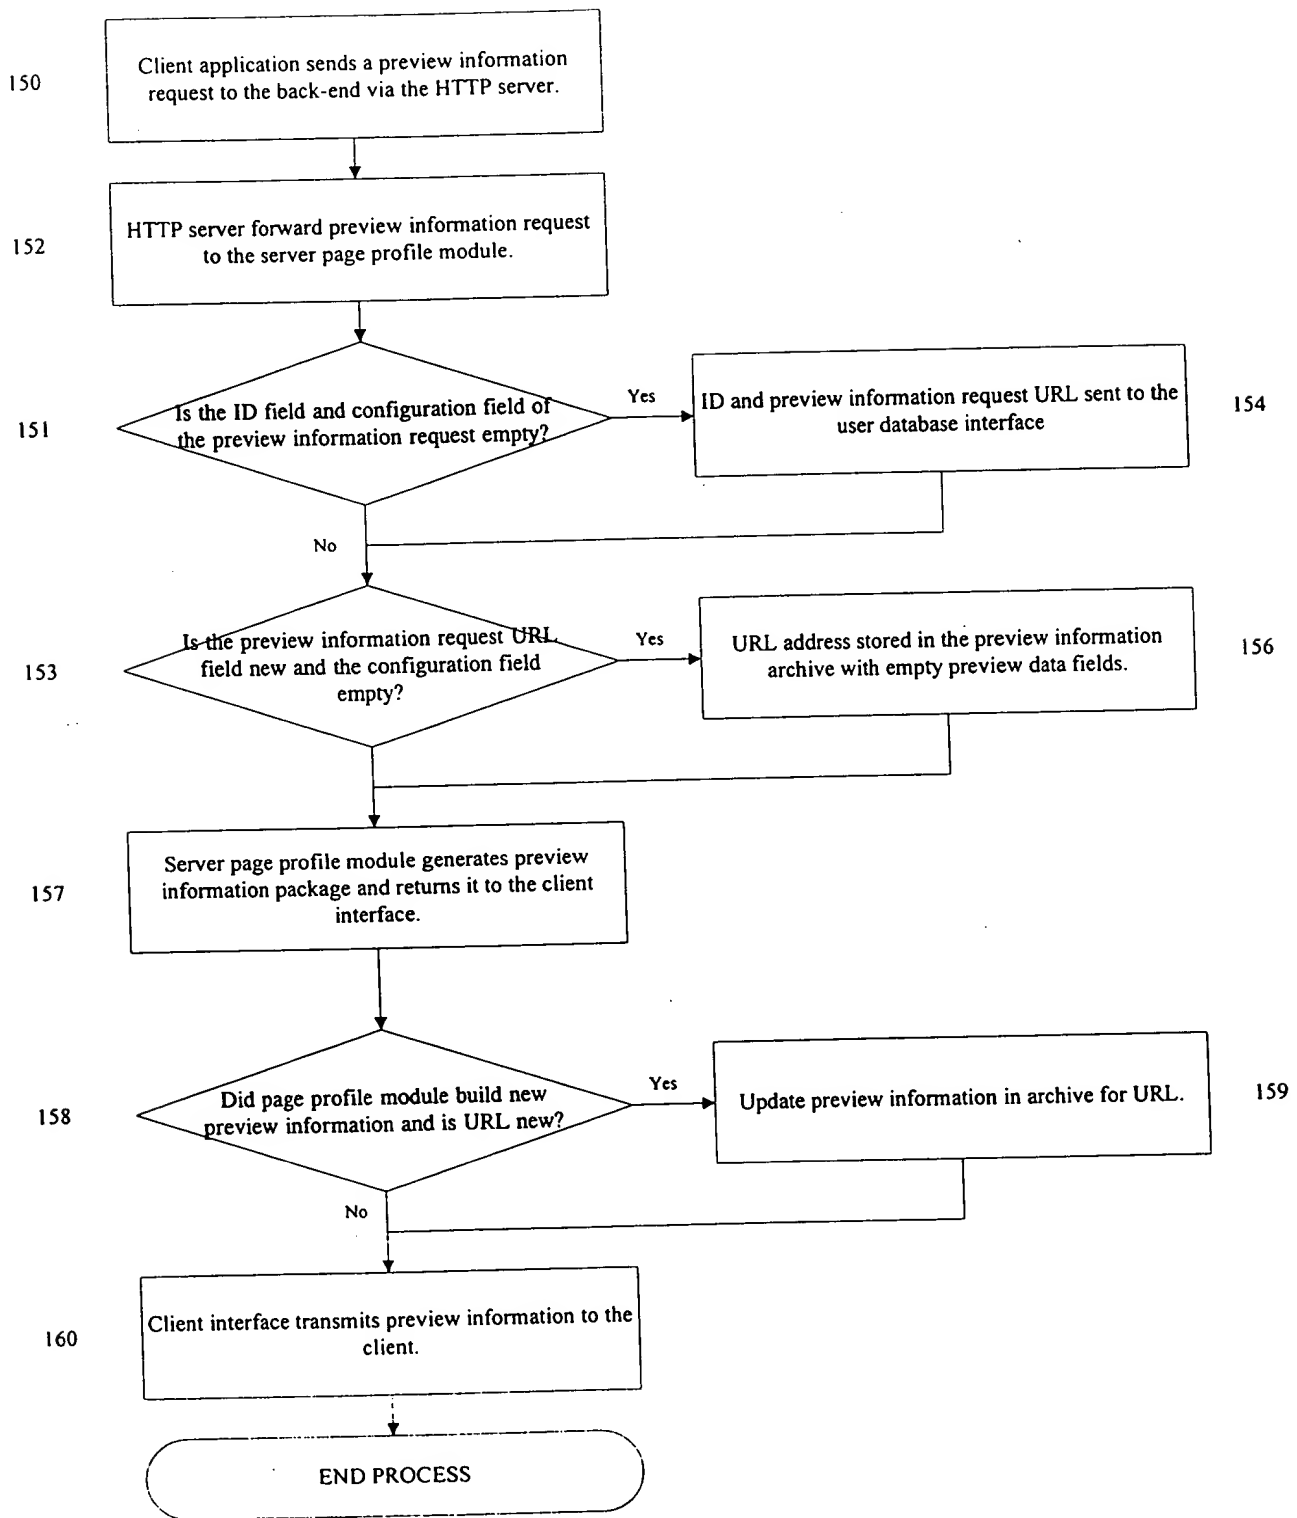 150
Client application sends a preview information
request to the back-end via the HTTP server.
152
HTTP server forward preview information request
to the server page profile module.
151
Is the ID field and configuration field of
the preview information request empty?
Yes
ID and preview information request URL sent to the
user database interface
154
No
153
Is the preview information request URL
field new and the configuration field
empty?
Yes
URL address stored in the preview information
archive with empty preview data fields.
156
157
Server page profile module generates preview
information package and returns it to the client
interface.
158
Did page profile module build new
preview information and is URL new?
Yes
Update preview information in archive for URL.
159
No
160
Client interface transmits preview information to the
client.
END PROCESS